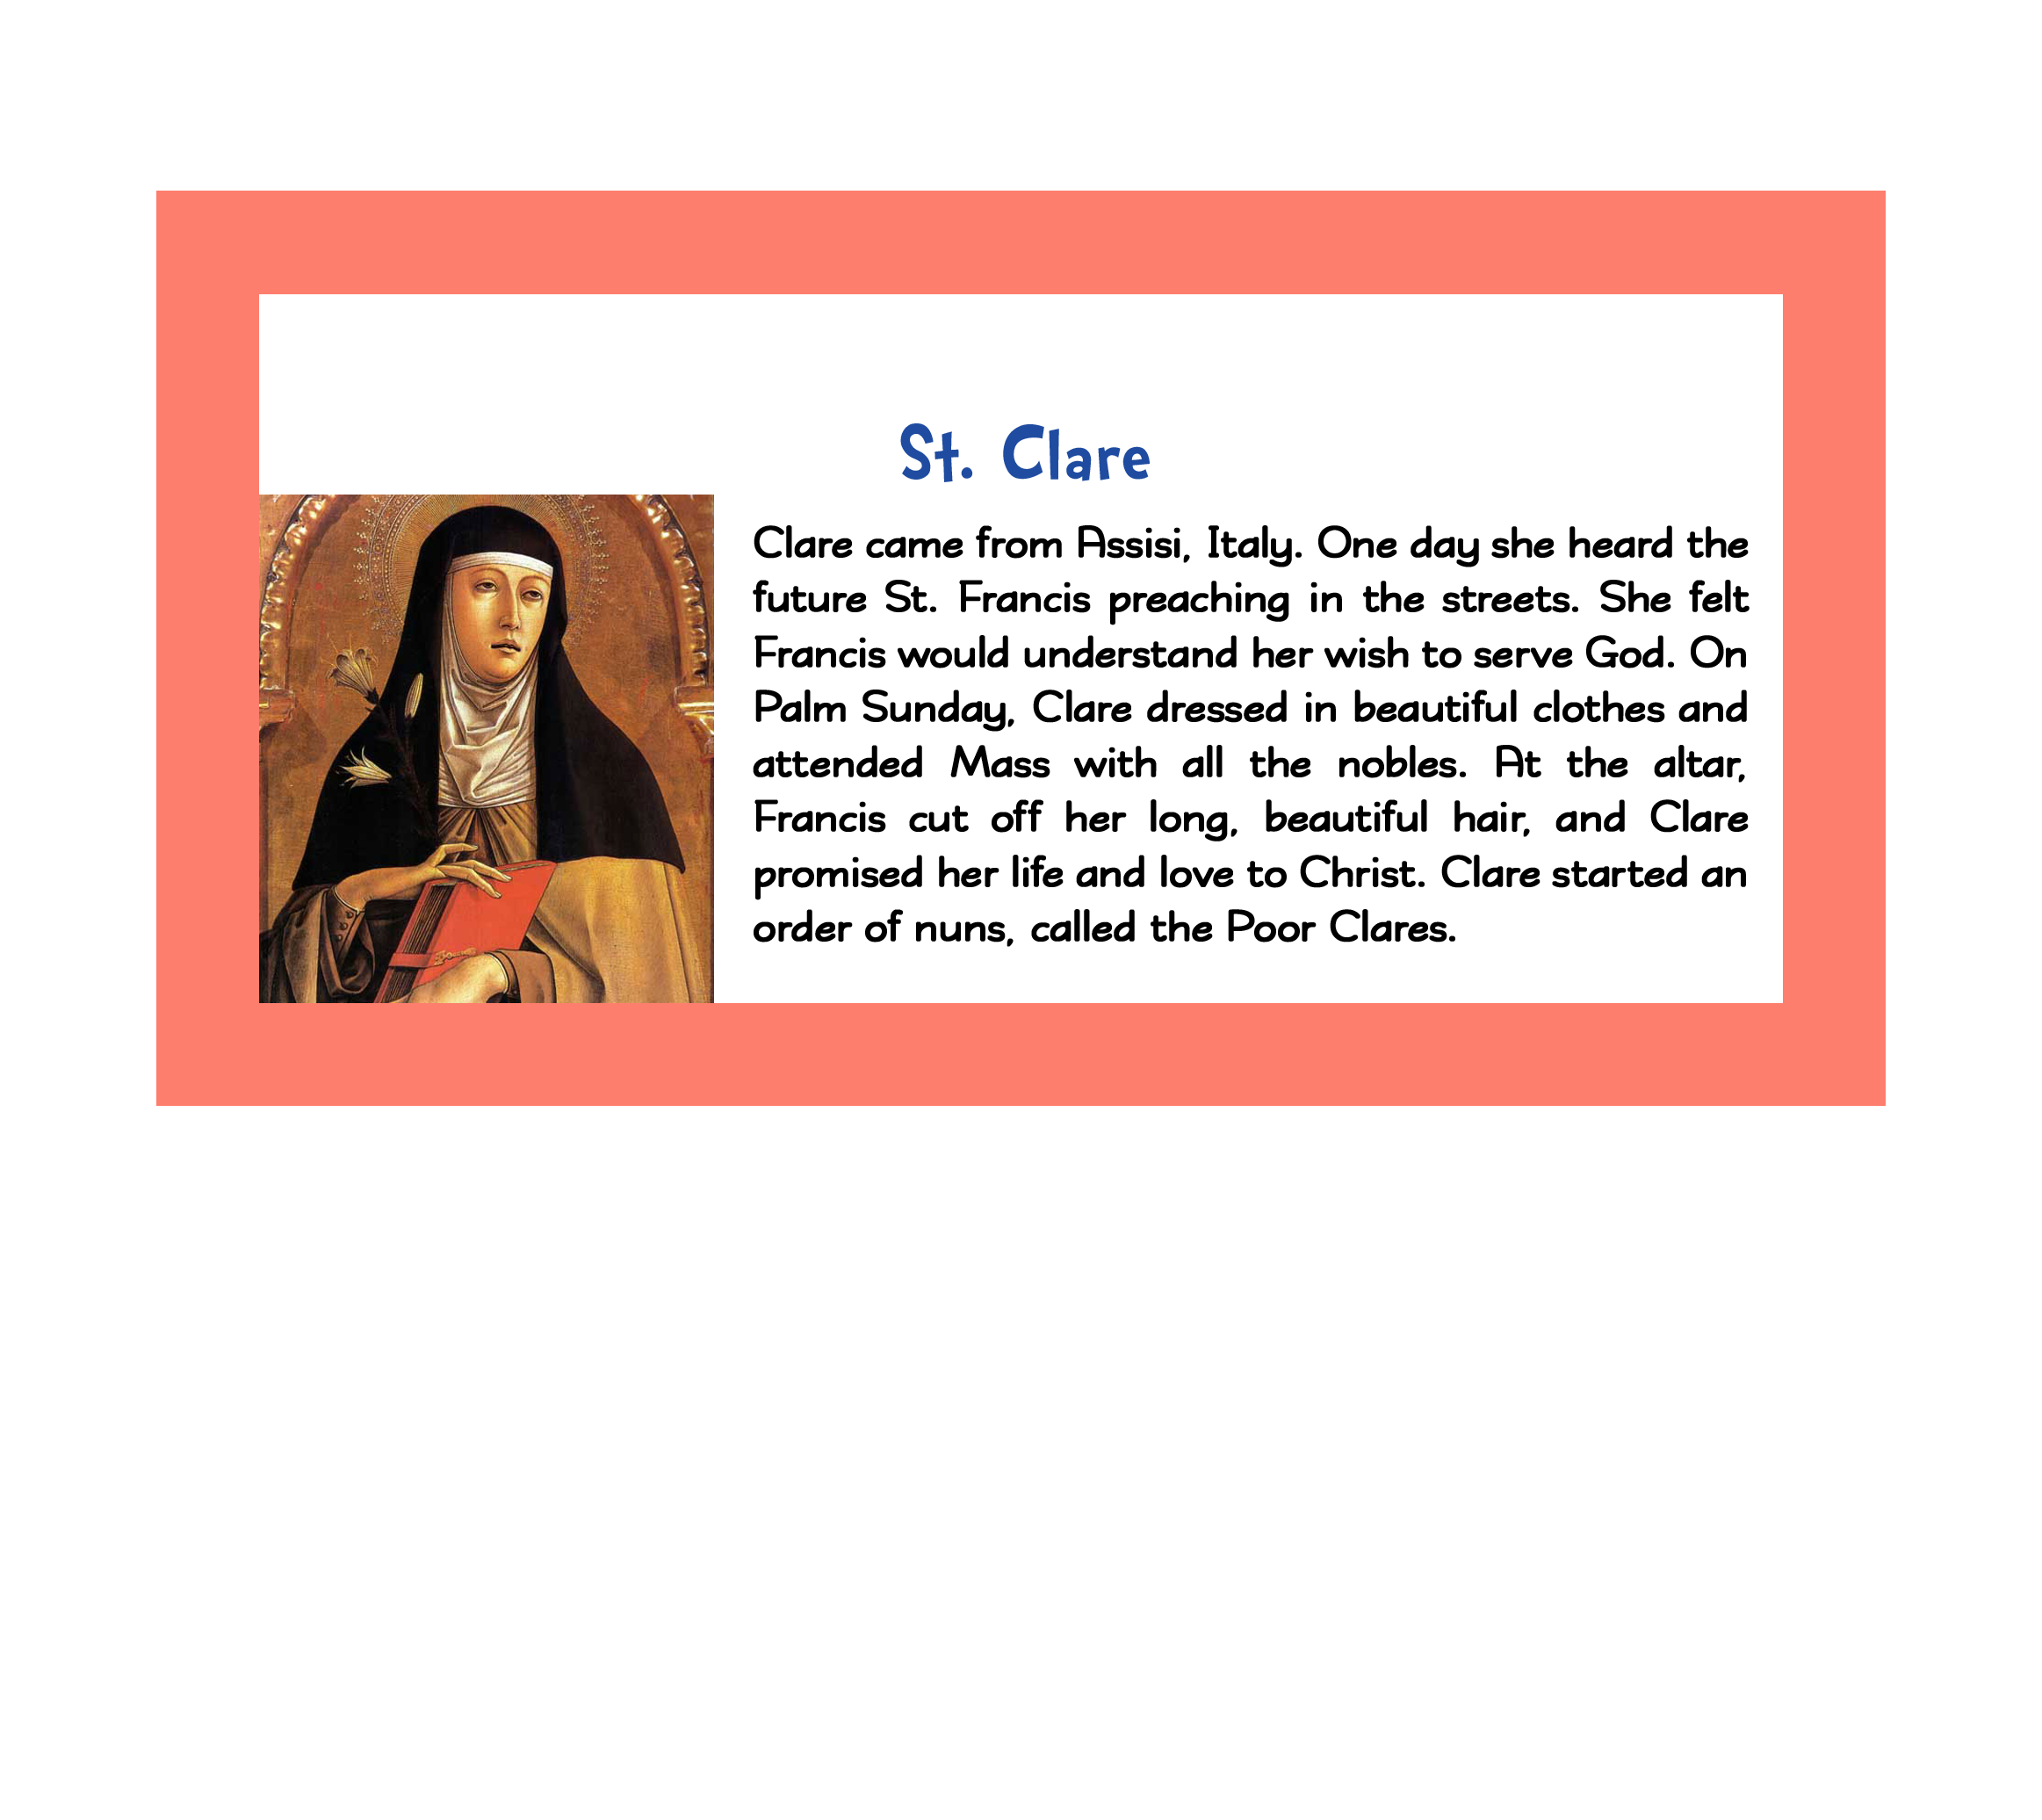 St. Clare
Clare came from Assisi, Italy. One day she heard the
future St. Francis preaching in the streets. She felt
Francis would understand her wish to serve God. On
Palm Sunday, Clare dressed in beautiful clothes and
attended Mass with all the nobles. At the altar,
Francis cut off her long, beautiful hair, and Clare
promised her life and love to Christ. Clare started an
order of nuns, called the Poor Clares.